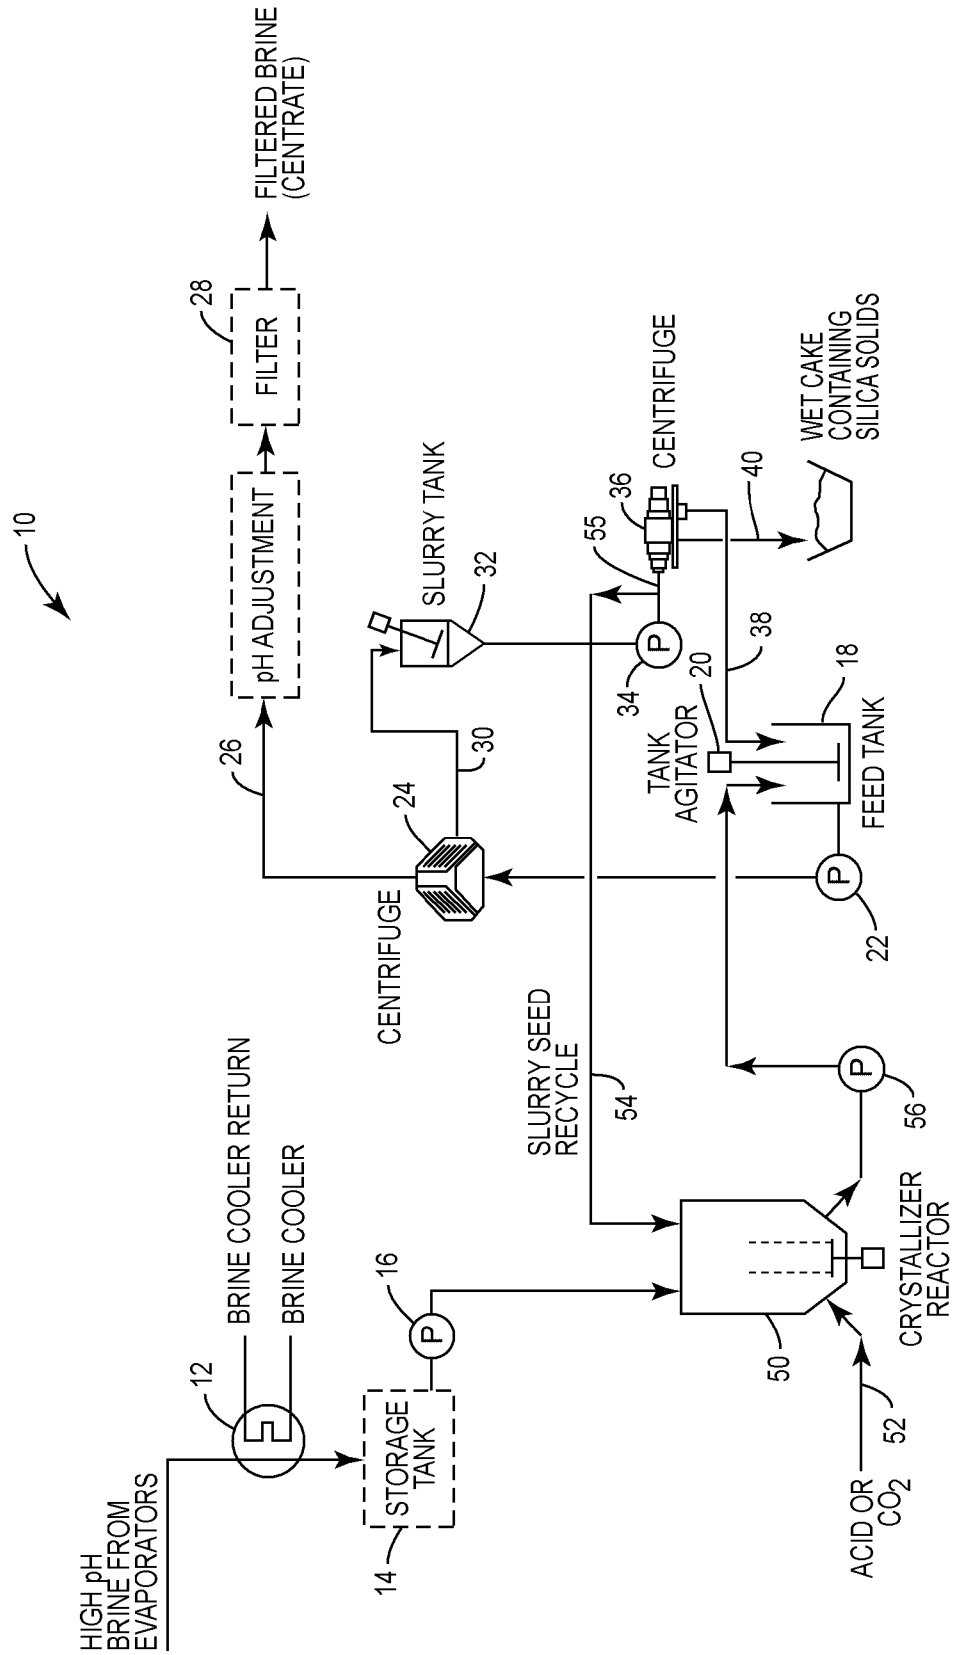 10
HIGH pH
BRINE FROM
EVAPORATORS
12
BRINE COOLER RETURN
BRINE COOLER
14
STORAGE
TANK
16
P
26
pH ADJUSTMENT
28
FILTER
FILTERED BRINE
(CENTRATE)
CENTRIFUGE
24
30
SLURRY TANK
32
SLURRY SEED
RECYCLE
54
34
P
55
36
CENTRIFUGE
TANK
AGITATOR
20
38
40
WET CAKE
CONTAINING
SILICA SOLIDS
18
FEED TANK
P
22
P
56
50
CRYSTALLIZER
REACTOR
52
ACID OR
CO2